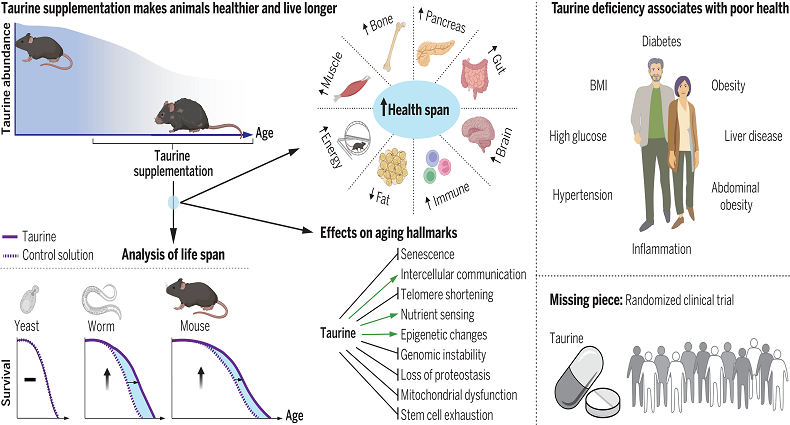 Taurine supplementation makes animals healthier and live longer
Taurine abundance
Age
Taurine
supplementation
Taurine
Control solution
Analysis of life span
Yeast
Worm
Mouse
Survival
Age
Bone
Pancreas
Muscle
Gut
Health span
Energy
Brain
Fat
Immune
Effects on aging hallmarks
Taurine
Senescence
Intercellular communication
Telomere shortening
Nutrient sensing
Epigenetic changes
Genomic instability
Loss of proteostasis
Mitochondrial dysfunction
Stem cell exhaustion
Taurine deficiency associates with poor health
Diabetes
BMI
Obesity
High glucose
Liver disease
Hypertension
Abdominal
obesity
Inflammation
Missing piece: Randomized clinical trial
Taurine